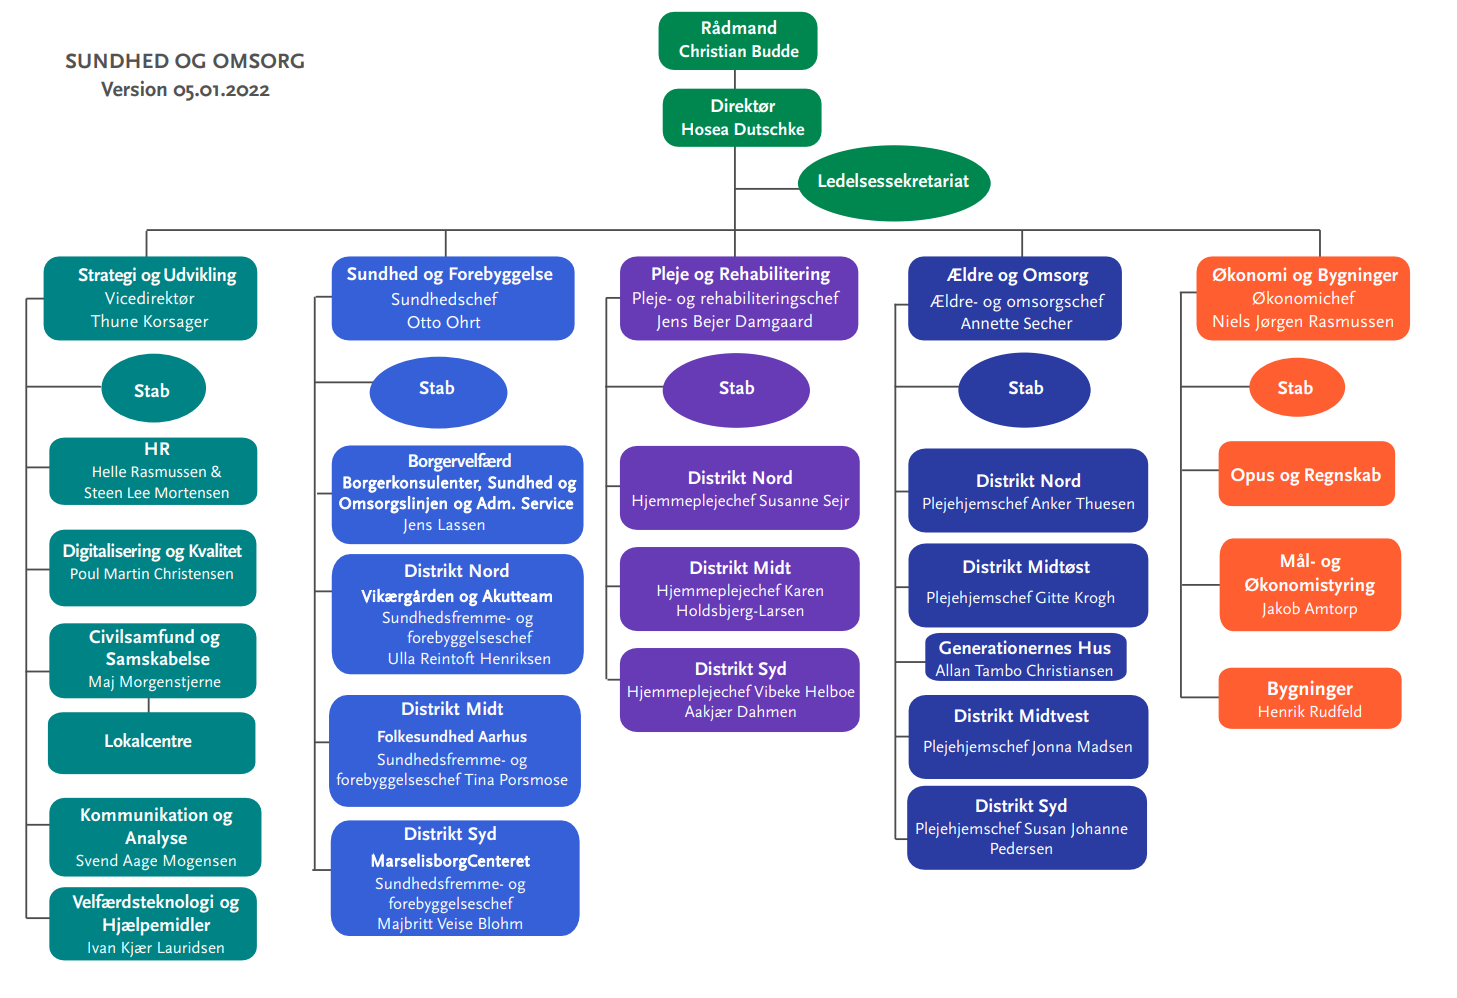 SUNDHED OG OMSORG
Version 05.01.2022
Rådmand
Christian Budde
Direktør
Hosea Dutschke
Ledelsessekretariat
Strategi og Udvikling
Vicedirektør
Thune Korsager
Stab
HR
Helle Rasmussen &
Steen Lee Mortensen
Digitalisering og Kvalitet
Poul Martin Christensen
Civilsamfund og
Samskabelse
Maj Morgenstjerne
Lokalcentre
Kommunikation og
Analyse
Svend Aage Mogensen
Velfærdsteknologi og
Hjælpemidler
Ivan Kjær Lauridsen
Sundhed og Forebyggelse
Sundhedschef
Otto Ohrt
Stab
Borgervelfærd
Borgerkonsulenter, Sundhed og
Omsorgslinjen og Adm. Service
Jens Lassen
Distrikt Nord
Vikærgården og Akutteam
Sundhedsfremme- og
forebyggelseschef
Ulla Reintoft Henriksen
Distrikt Midt
Folkesundhed Aarhus
Sundhedsfremme- og
forebyggelseschef Tina Porsmose
Distrikt Syd
MarselisborgCenteret
Sundhedsfremme- og
forebyggelseschef
Majbritt Veise Blohm
Pleje og Rehabilitering
Pleje- og rehabiliteringschef
Jens Bejer Damgaard
Stab
Distrikt Nord
Hjemmeplejechef Susanne Sejr
Distrikt Midt
Hjemmeplejechef Karen
Holdsbjerg-Larsen
Distrikt Syd
Hjemmeplejechef Vibeke Helboe
Aakjær Dahmen
Ældre og Omsorg
Ældre- og omsorgschef
Annette Secher
Stab
Distrikt Nord
Plejehjemschef Anker Thuesen
Distrikt Midtøst
Plejehjemschef Gitte Krogh
Generationernes Hus
Allan Tambo Christiansen
Distrikt Midtvest
Plejehjemschef Jonna Madsen
Distrikt Syd
Plejehjemschef Susan Johanne
Pedersen
Økonomi og Bygninger
Økonomichef
Niels Jørgen Rasmussen
Stab
Opus og Regnskab
Mål- og
Økonomistyring
Jakob Amtorp
Bygninger
Henrik Rudfeld